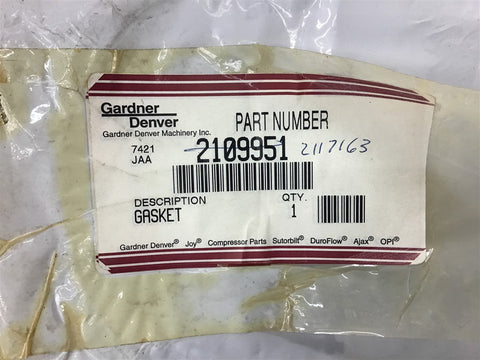 Gardner
Denver
Gardner Denver Machinery Inc.
PART NUMBER
7421
JAA
2109951 2117163
DESCRIPTION
GASKET
QTY.
1
Gardner Denver® Joy® Compressor Parts Sutorbilt® DuroFlow® Ajax® OPI®